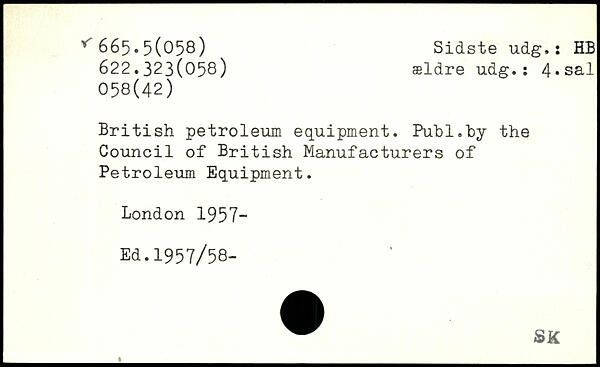 665.5(058) Sidste udg.: HB
622.323(058) ældre udg.: 4.sal
058(42)
British petroleum equipment. Publ.by the
Council of British Manufacturers of
Petroleum Equipment.
London 1957-
Ed.1957/58-
SK